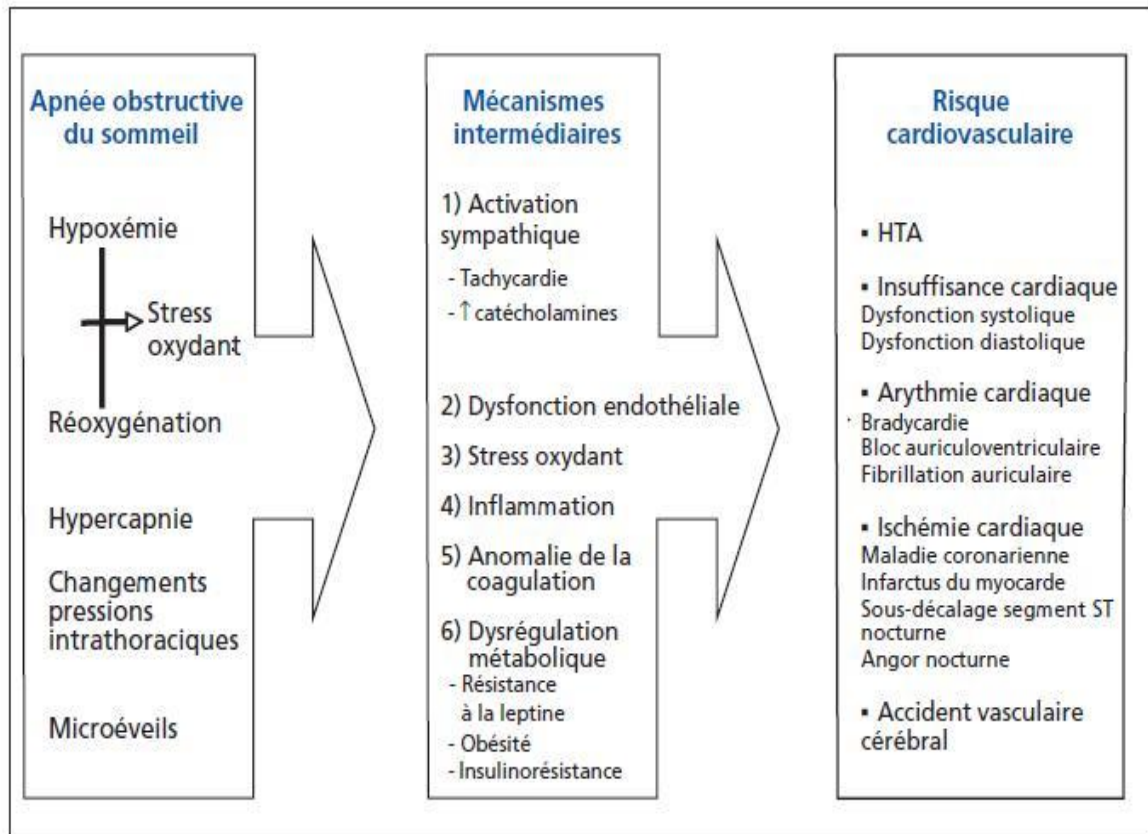 Apnée obstructive
du sommeil
Hypoxémie
Stress
oxydant
Réoxygénation
Hypercapnie
Changements
pressions
intrathoraciques
Microéveils
Mécanismes
intermédiaires
1) Activation
sympathique
- Tachycardie
- ↑ catécholamines
2) Dysfonction endothéliale
3) Stress oxydant
4) Inflammation
5) Anomalie de la
coagulation
6) Dysrégulation
métabolique
- Résistance
à la leptine
- Obésité
- Insulinorésistance
Risque
cardiovasculaire
▪ HTA
▪ Insuffisance cardiaque
Dysfonction systolique
Dysfonction diastolique
▪ Arythmie cardiaque
Bradycardie
Bloc auriculoventriculaire
Fibrillation auriculaire
▪ Ischémie cardiaque
Maladie coronarienne
Infarctus du myocarde
Sous-décalage segment ST
nocturne
Angor nocturne
▪ Accident vasculaire
cérébral